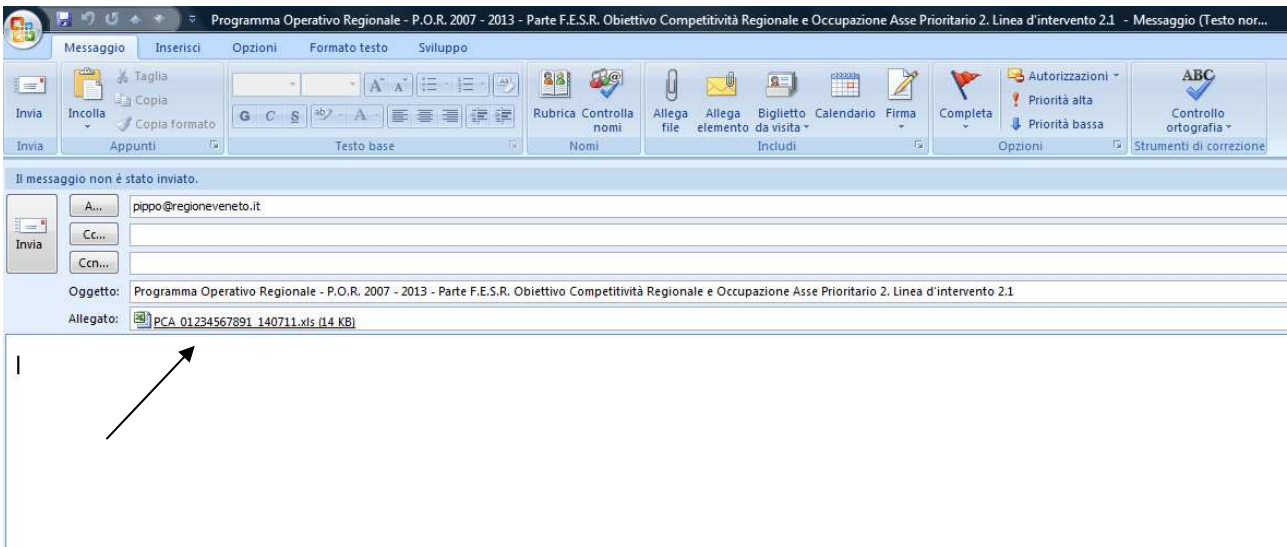 Programma Operativo Regionale - P.O.R. 2007 - 2013 - Parte F.E.S.R. Obiettivo Competitività Regionale e Occupazione Asse Prioritario 2. Linea d'intervento 2.1 - Messaggio (Testo nor...
Messaggio Inserisci Opzioni Formato testo Sviluppo
Invia
Incolla
Taglia
Copia
Copia formato
G C S ab A
Rubrica
Controlla nomi
Allega file
Allega elemento
Biglietto da visita
Calendario
Firma
Completa
Autorizzazioni
Priorità alta
Priorità bassa
ABC
Controllo ortografia
Invia Appunti Testo base Nomi Includi Opzioni Strumenti di correzione
Il messaggio non è stato inviato.
Invia
A... pippo@regioneveneto.it
Cc...
Ccn...
Oggetto: Programma Operativo Regionale - P.O.R. 2007 - 2013 - Parte F.E.S.R. Obiettivo Competitività Regionale e Occupazione Asse Prioritario 2. Linea d'intervento 2.1
Allegato: PCA_01234567891_140711.xls (14 KB)